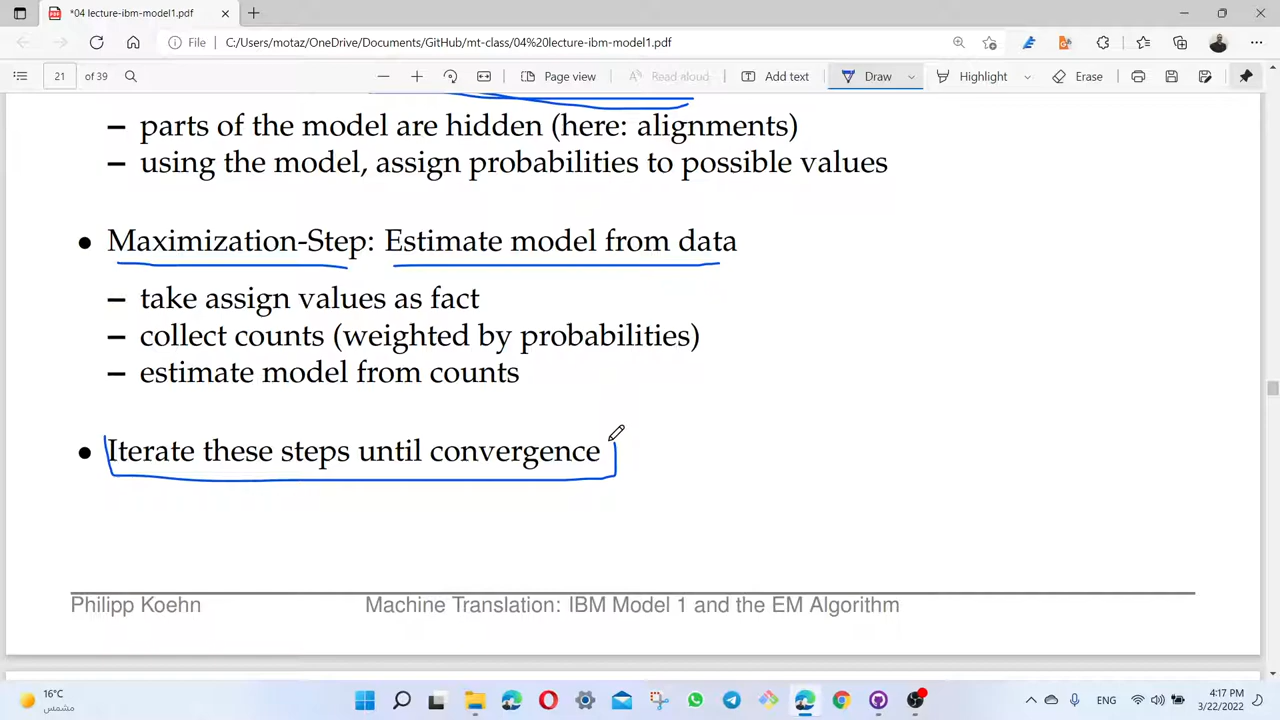 *04 lecture-ibm-model1.pdf
File C:/Users/motaz/OneDrive/Documents/GitHub/mt-class/04%20lecture-ibm-model1.pdf
21 of 39 Page view Read aloud Add text Draw Highlight Erase
– parts of the model are hidden (here: alignments)
– using the model, assign probabilities to possible values
• Maximization-Step: Estimate model from data
– take assign values as fact
– collect counts (weighted by probabilities)
– estimate model from counts
• Iterate these steps until convergence
Philipp Koehn Machine Translation: IBM Model 1 and the EM Algorithm
16°C
مشمس
ENG
4:17 PM
3/22/2022